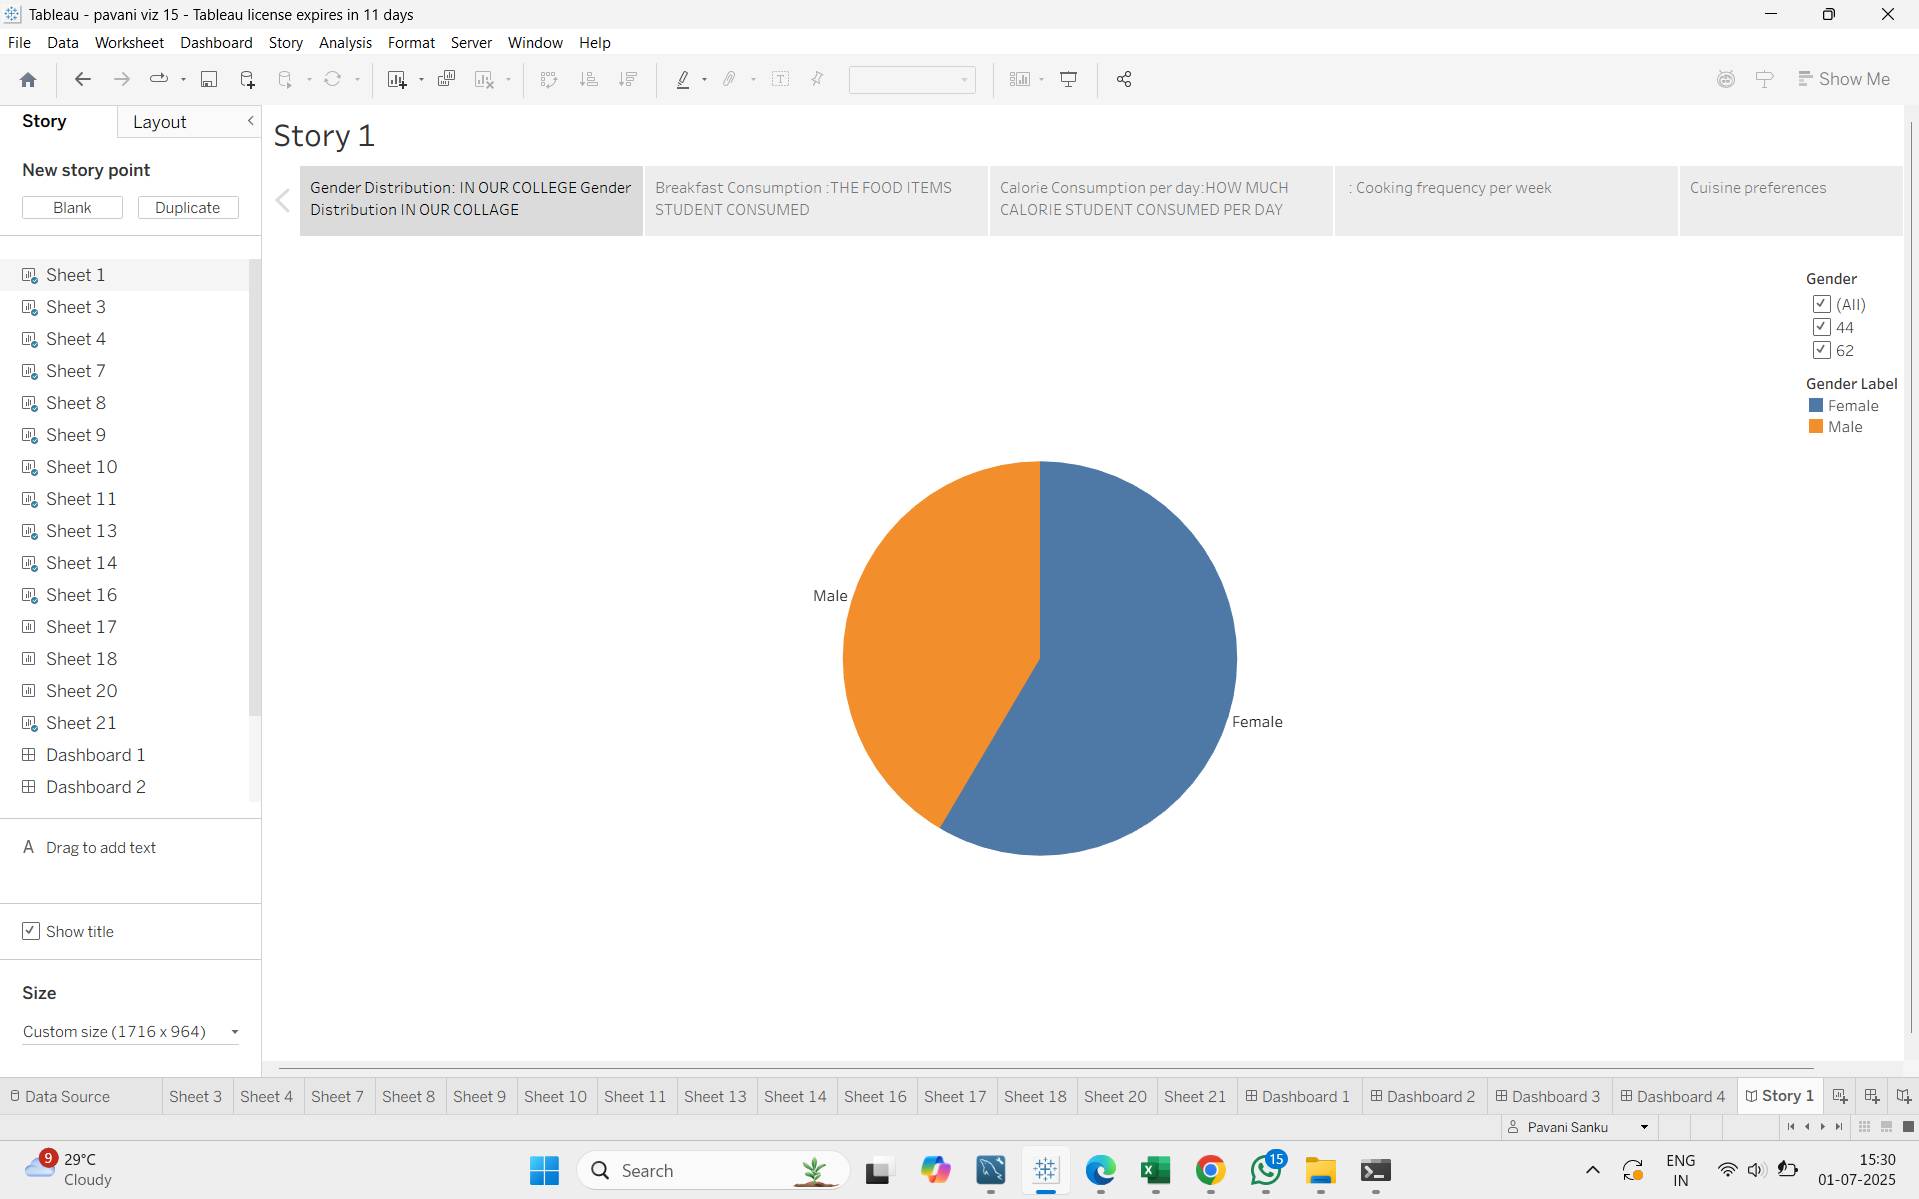 Tableau - pavani viz 15 - Tableau license expires in 11 days
File Data Worksheet Dashboard Story Analysis Format Server Window Help
Show Me
Story Layout
New story point
Blank Duplicate
Sheet 1
Sheet 3
Sheet 4
Sheet 7
Sheet 8
Sheet 9
Sheet 10
Sheet 11
Sheet 13
Sheet 14
Sheet 16
Sheet 17
Sheet 18
Sheet 20
Sheet 21
Dashboard 1
Dashboard 2
A Drag to add text
Show title
Size
Custom size (1716 x 964)
Story 1
Gender Distribution: IN OUR COLLEGE Gender
Distribution IN OUR COLLAGE
Breakfast Consumption :THE FOOD ITEMS
STUDENT CONSUMED
Calorie Consumption per day:HOW MUCH
CALORIE STUDENT CONSUMED PER DAY
: Cooking frequency per week
Cuisine preferences
Gender
(All)
44
62
Gender Label
Female
Male
Male
Female
Data Source Sheet 3 Sheet 4 Sheet 7 Sheet 8 Sheet 9 Sheet 10 Sheet 11 Sheet 13 Sheet 14 Sheet 16 Sheet 17 Sheet 18 Sheet 20 Sheet 21 Dashboard 1 Dashboard 2 Dashboard 3 Dashboard 4 Story 1
Pavani Sanku
9
29°C
Cloudy
Search
15
ENG
IN
15:30
01-07-2025